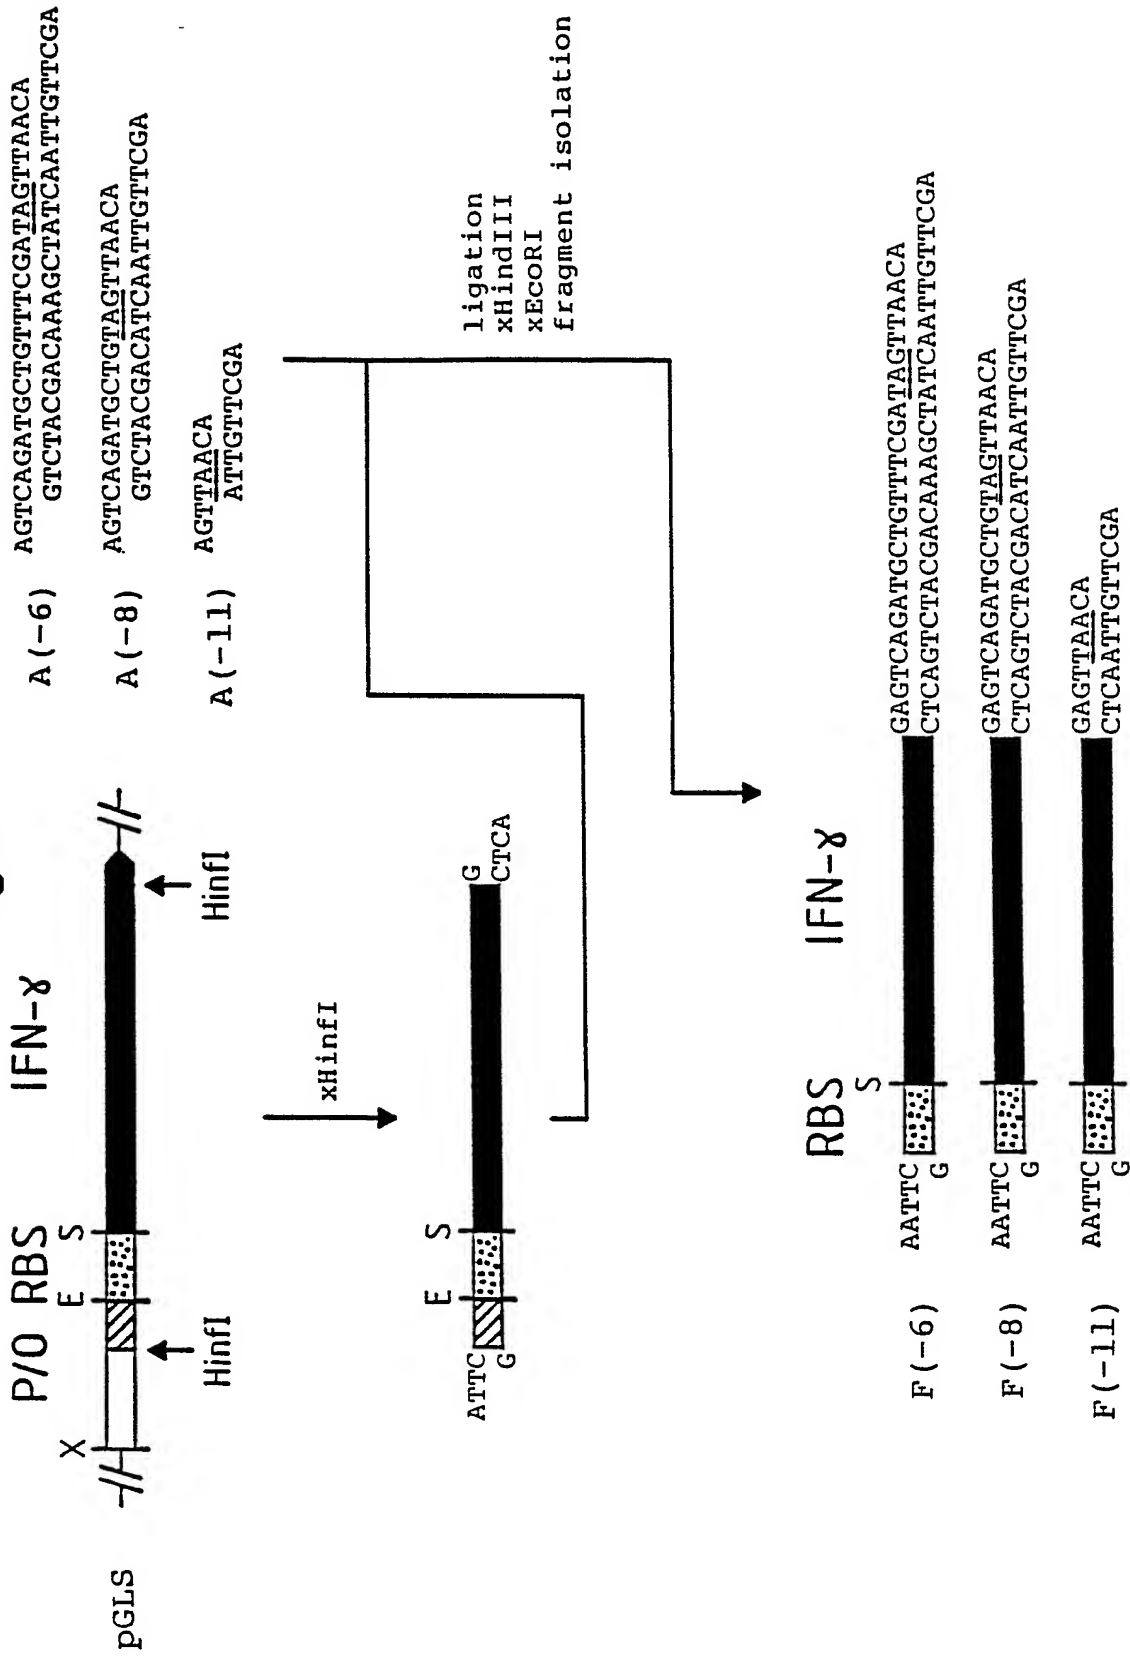 P/O RBS IFN-γ
X E S
pGLS
HinfI HinfI
A(-6) AGTCAGATGCTGTTTCGATAGTTAACA
GTCTACGACAAAGCTATCAATTGTTCGA
A(-8) AGTCAGATGCTGTAGTTAACA
GTCTACGACATCAATTGTTCGA
A(-11) AGTTAACA
ATTGTTCGA
xHinfI
E S
ATTC G
G CTCA
ligation
xHindIII
xEcoRI
fragment isolation
RBS IFN-γ
S
F(-6) AATTC GAGTCAGATGCTGTTTCGATAGTTAACA
G CTCAGTCTACGACAAAGCTATCAATTGTTCGA
F(-8) AATTC GAGTCAGATGCTGTAGTTAACA
G CTCAGTCTACGACATCAATTGTTCGA
F(-11) AATTC GAGTTAACA
G CTCAATTGTTCGA